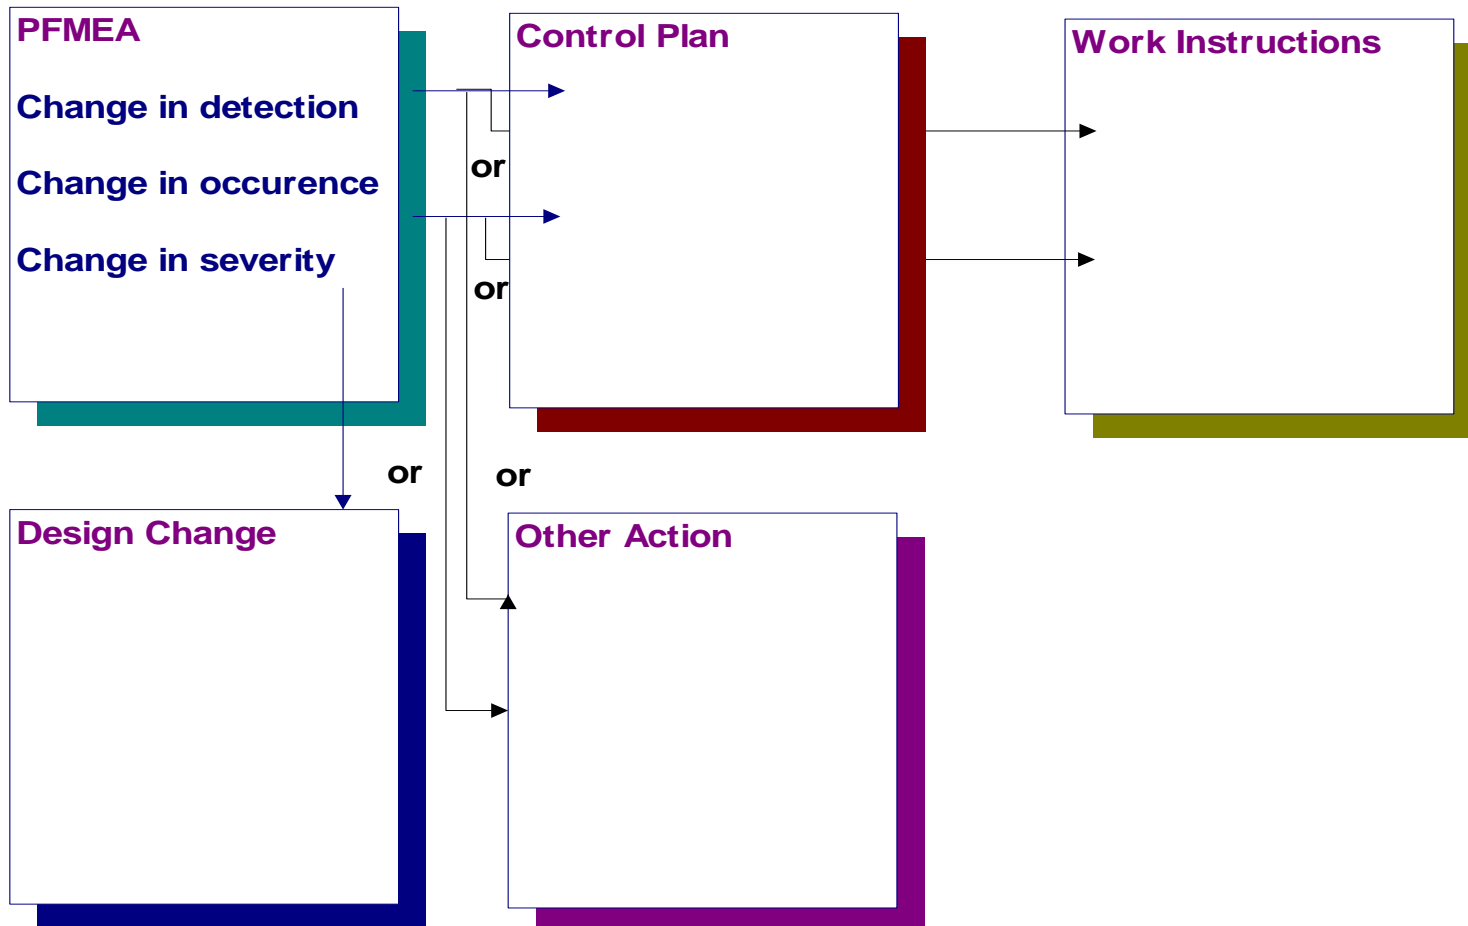 PFMEA
Change in detection
Change in occurence
Change in severity
Control Plan
or
or
Work Instructions
or
or
Design Change
Other Action